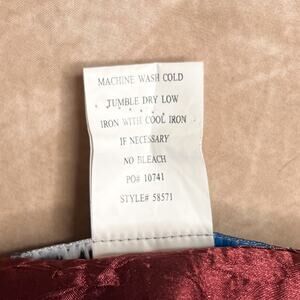 MACHINE WASH COLD
TUMBLE DRY LOW
IRON WITH COOL IRON
IF NECESSARY
NO BLEACH
PO# 10741
STYLE# 58571